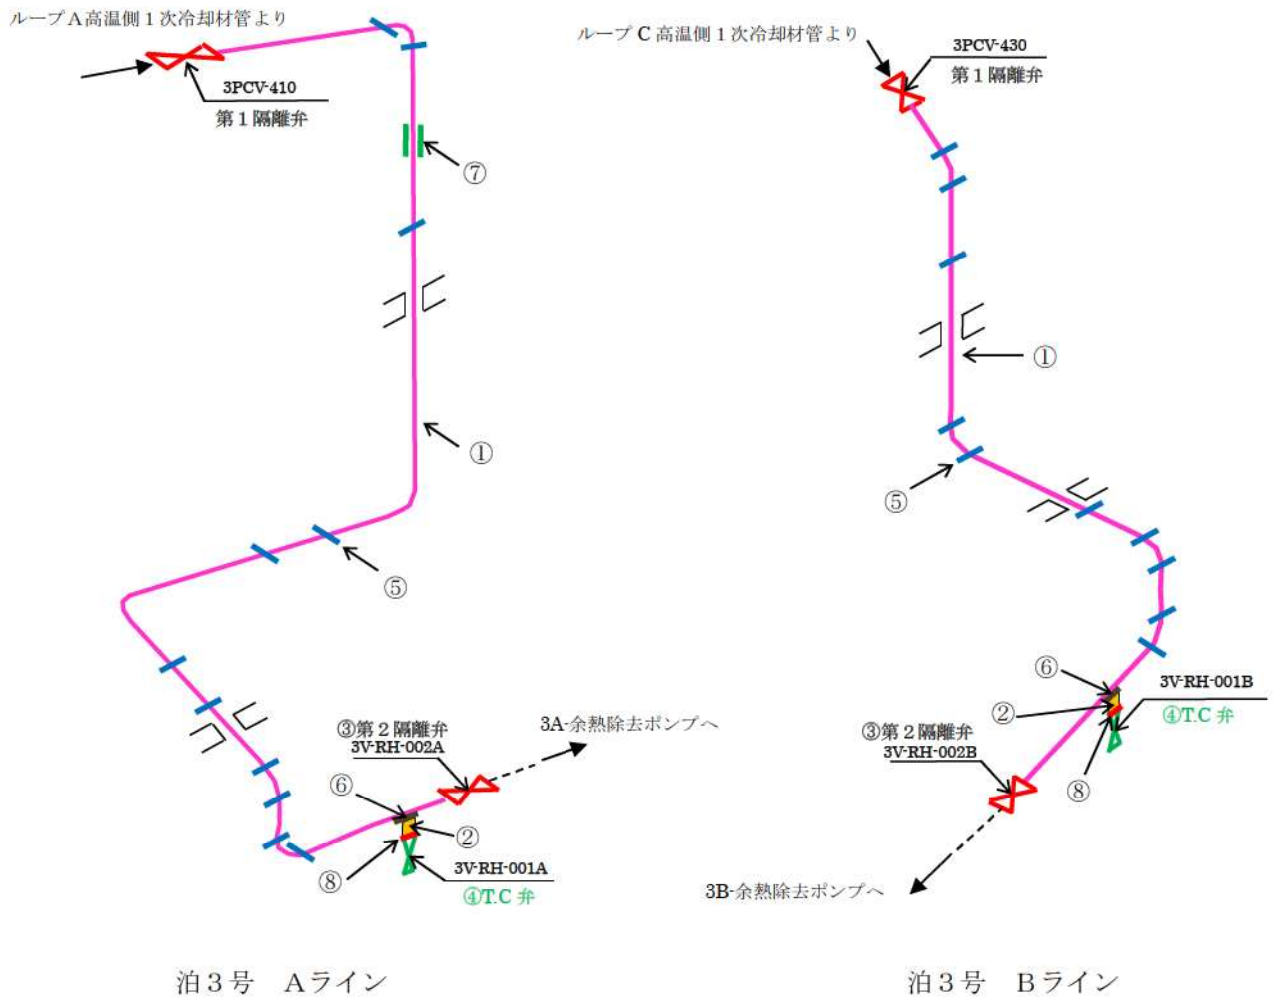 ループA高温側1次冷却材管より
3PCV-410
第1隔離弁
⑦
①
⑤
③第2隔離弁
3V-RH-002A
3A-余熱除去ポンプへ
⑥
②
⑧
3V-RH-001A
④T.C 弁
泊3号 Aライン
ループC高温側1次冷却材管より
3PCV-430
第1隔離弁
①
⑤
⑥
3V-RH-001B
②
④T.C 弁
③第2隔離弁
3V-RH-002B
⑧
3B-余熱除去ポンプへ
泊3号 Bライン